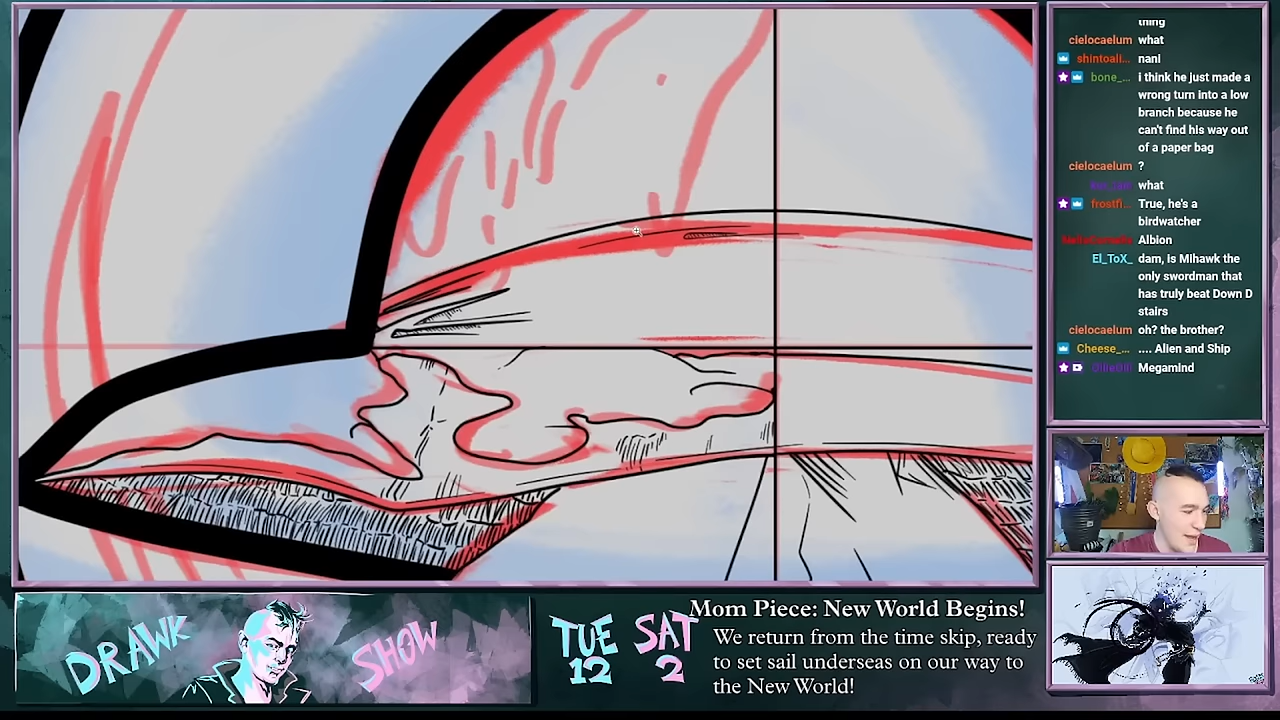 thing
cielocaelum what
shintoali... nani
bone_... i think he just made a
wrong turn into a low
branch because he
can't find his way out
of a paper bag
cielocaelum ?
what
frostfi... True, he's a
birdwatcher
Albion
El_ToX_ dam, is MIhawk the
only swordman that
has truly beat Down D
stairs
cielocaelum oh? the brother?
Cheese_... .... Alien and Ship
Megamind
DRAWK
SHOW
TUE SAT
12 2
Mom Piece: New World Begins!
We return from the time skip, ready
to set sail underseas on our way to
the New World!